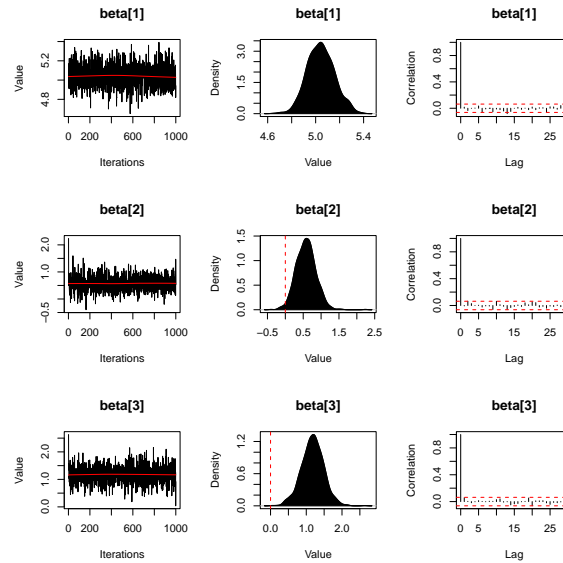 beta[1] beta[1] beta[1]
Value 4.8 5.2
0 200 600 1000
Iterations
Density 0.0 1.5 3.0
4.6 5.0 5.4
Value
Correlation 0.0 0.4 0.8
0 5 15 25
Lag
beta[2] beta[2] beta[2]
Value -0.5 1.0 2.0
0 200 600 1000
Iterations
Density 0.0 0.5 1.0 1.5
-0.5 0.5 1.5 2.5
Value
Correlation 0.0 0.4 0.8
0 5 15 25
Lag
beta[3] beta[3] beta[3]
Value 0.0 1.0 2.0
0 200 600 1000
Iterations
Density 0.0 0.6 1.2
0.0 1.0 2.0
Value
Correlation 0.0 0.4 0.8
0 5 15 25
Lag